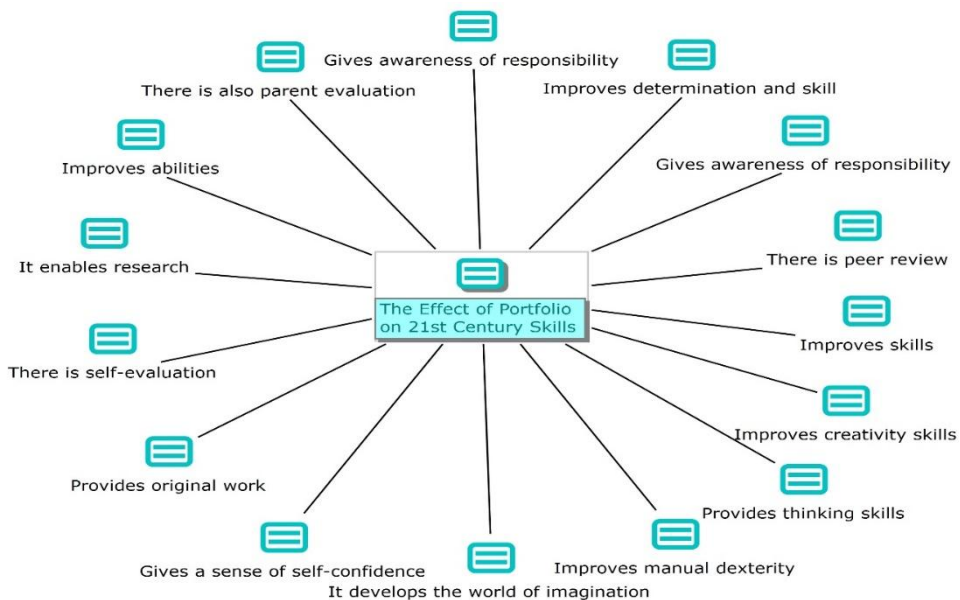 Gives awareness of responsibility
There is also parent evaluation
Improves determination and skill
Improves abilities
Gives awareness of responsibility
It enables research
There is peer review
The Effect of Portfolio
on 21st Century Skills
Improves skills
There is self-evaluation
Improves creativity skills
Provides original work
Provides thinking skills
Gives a sense of self-confidence
Improves manual dexterity
It develops the world of imagination